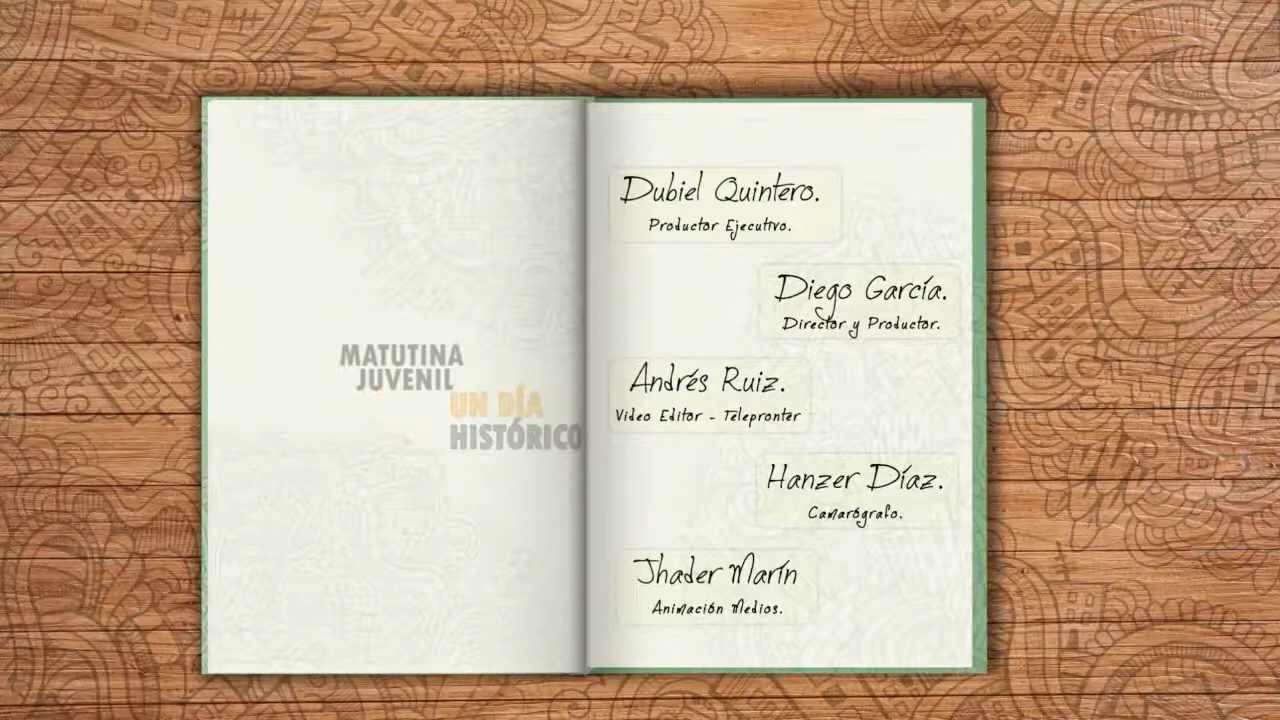 MATUTINA
JUVENIL
UN DÍA
HISTÓRICO
Dubiel Quintero.
Productor Ejecutivo.
Diego García.
Director y Productor.
Andrés Ruiz.
Video Editor - Telepronter
Hanzer Díaz.
Camarógrafo.
Jhader Marín
Animación Medios.